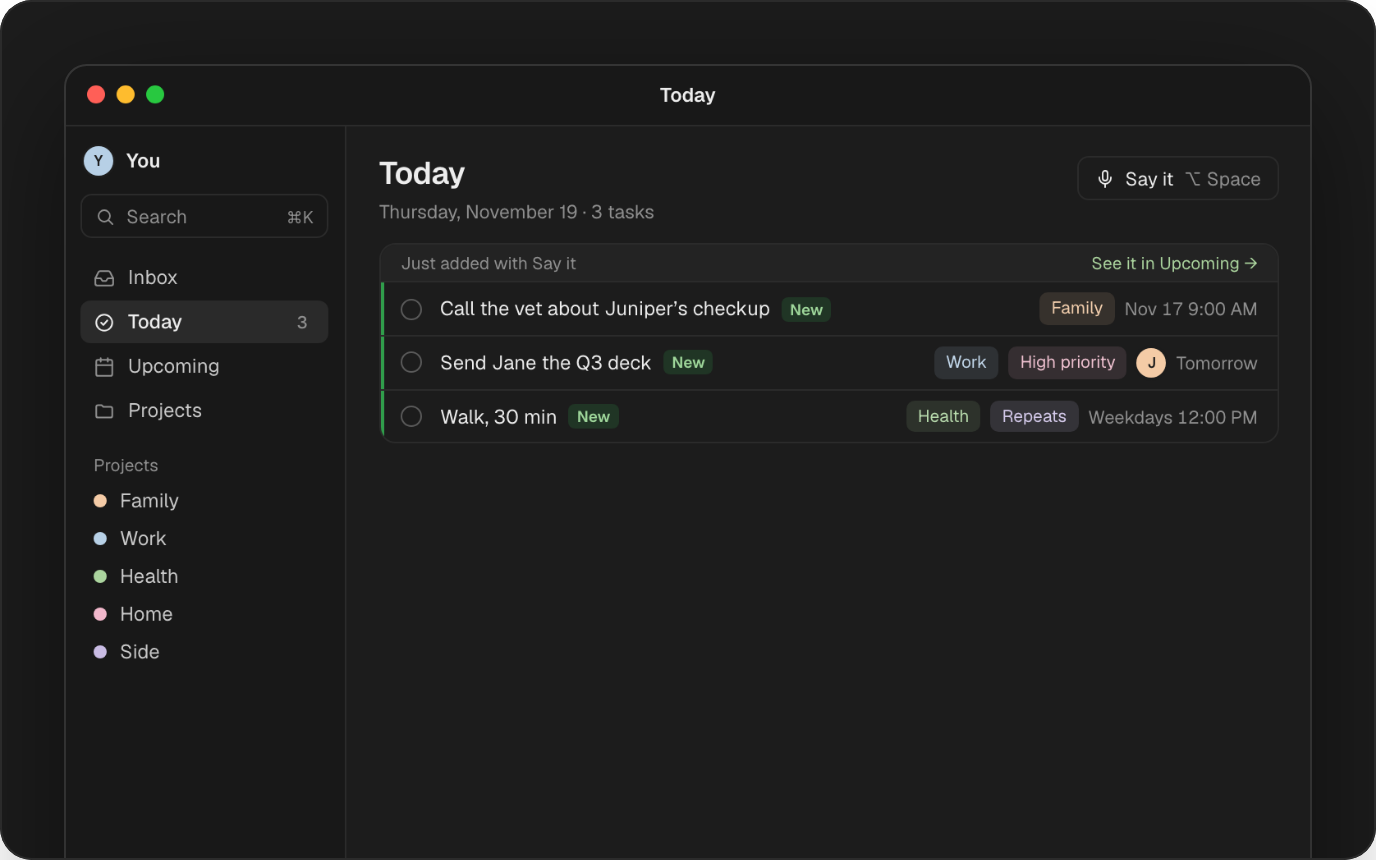 Today
Y You
Search ⌘K
Inbox
Today 3
Upcoming
Projects
Projects
Family
Work
Health
Home
Side
Today
Thursday, November 19 · 3 tasks
Say it ⌥ Space
Just added with Say it
See it in Upcoming →
Call the vet about Juniper’s checkup New Family Nov 17 9:00 AM
Send Jane the Q3 deck New Work High priority J Tomorrow
Walk, 30 min New Health Repeats Weekdays 12:00 PM